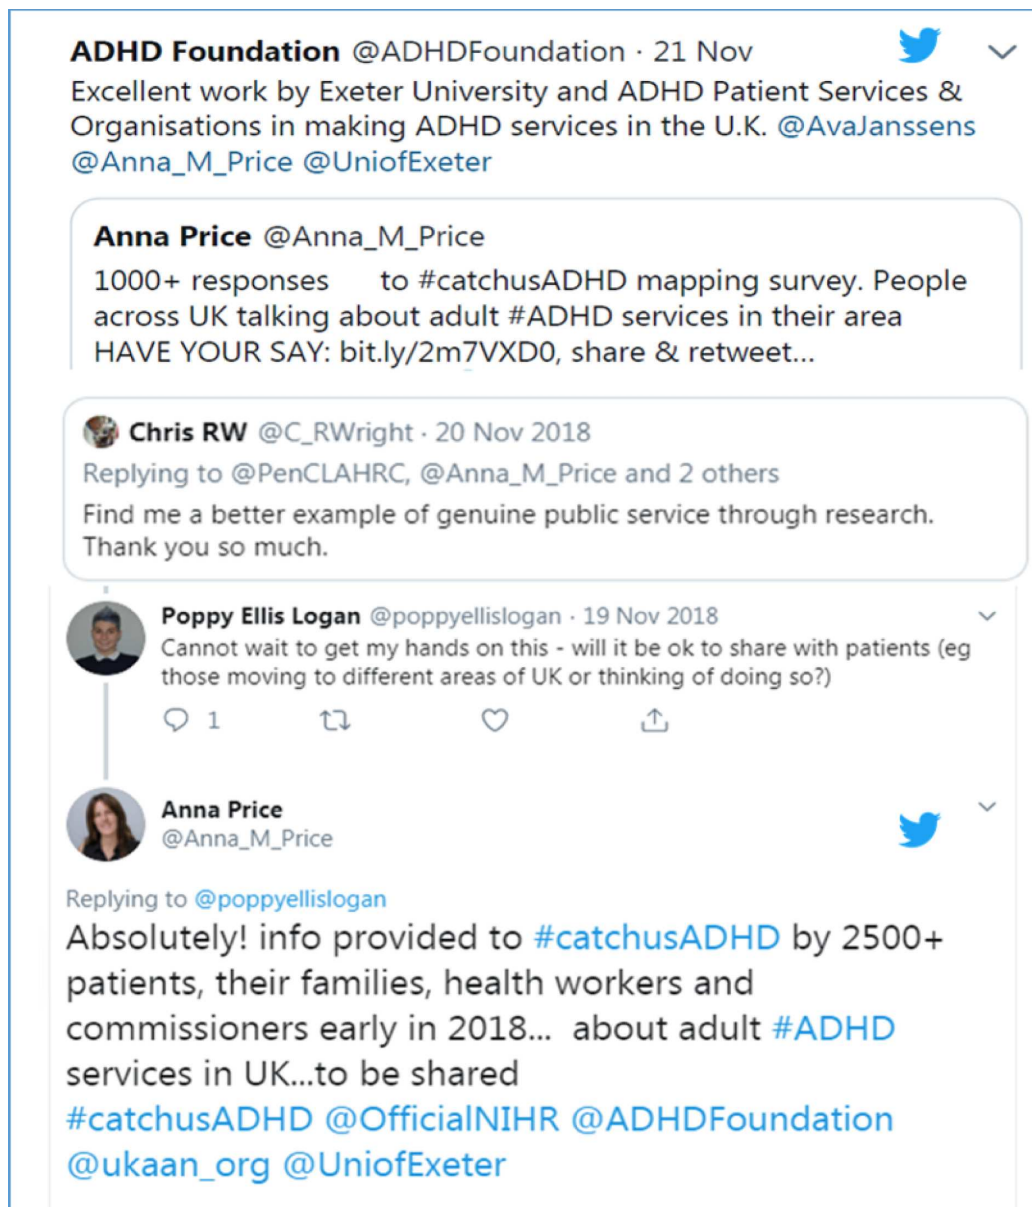 ADHD Foundation @ADHDFoundation · 21 Nov
Excellent work by Exeter University and ADHD Patient Services &
Organisations in making ADHD services in the U.K. @AvaJanssens
@Anna_M_Price @UniofExeter
Anna Price @Anna_M_Price
1000+ responses to #catchusADHD mapping survey. People
across UK talking about adult #ADHD services in their area
HAVE YOUR SAY: bit.ly/2m7VXD0, share & retweet...
Chris RW @C_RWright · 20 Nov 2018
Replying to @PenCLAHRC, @Anna_M_Price and 2 others
Find me a better example of genuine public service through research.
Thank you so much.
Poppy Ellis Logan @poppyellislogan · 19 Nov 2018
Cannot wait to get my hands on this - will it be ok to share with patients (eg
those moving to different areas of UK or thinking of doing so?)
1
Anna Price
@Anna_M_Price
Replying to @poppyellislogan
Absolutely! info provided to #catchusADHD by 2500+
patients, their families, health workers and
commissioners early in 2018... about adult #ADHD
services in UK...to be shared
#catchusADHD @OfficialNIHR @ADHDFoundation
@ukaan_org @UniofExeter